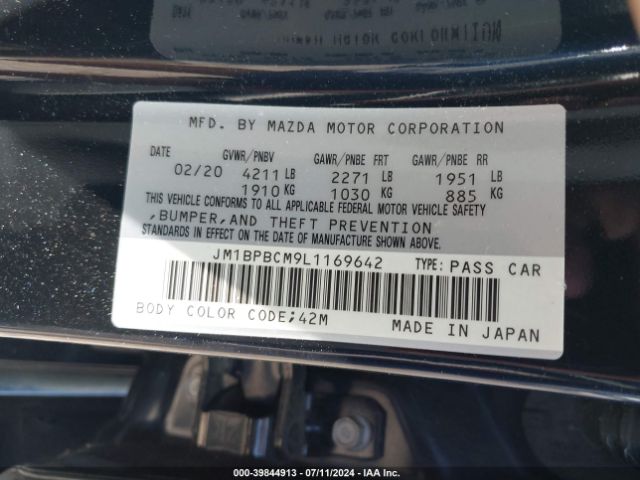 MFD. BY MAZDA MOTOR CORPORATION
DATE GVWR/PNBV GAWR/PNBE FRT GAWR/PNBE RR
02/20 4211 LB 2271 LB 1951 LB
1910 KG 1030 KG 885 KG
THIS VEHICLE CONFORMS TO ALL APPLICABLE FEDERAL MOTOR VEHICLE SAFETY
,BUMPER,AND THEFT PREVENTION
STANDARDS IN EFFECT ON THE DATE OF MANUFACTURE SHOWN ABOVE.
JM1BPBCM9L1169642 TYPE: PASS CAR
BODY COLOR CODE;42M MADE IN JAPAN
000-39844913 / 07/11/2024 - IAA Inc.